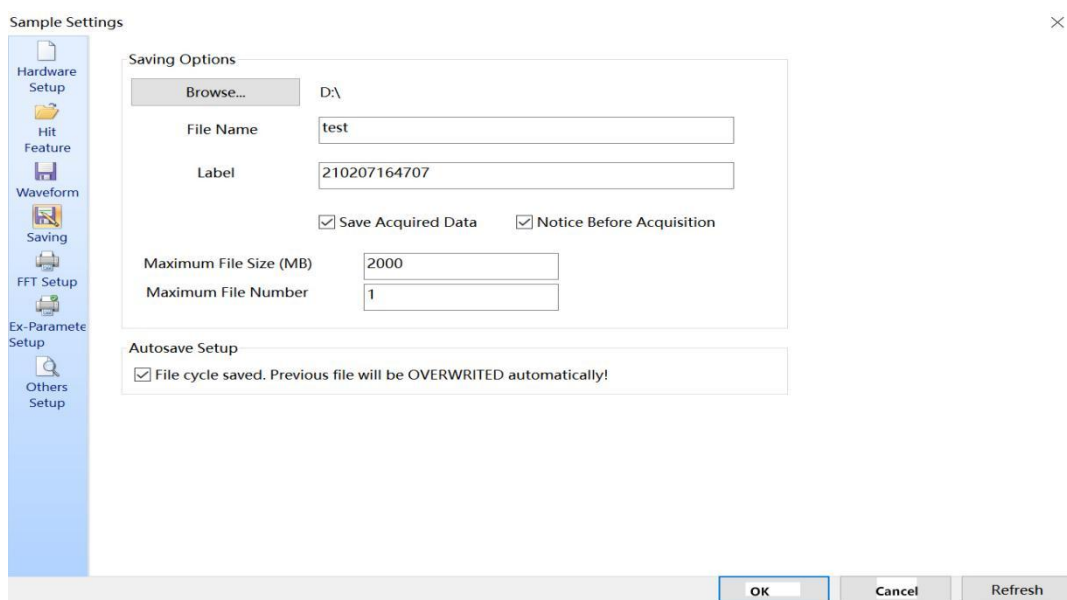 Sample Settings
Hardware
Setup
Hit
Feature
Waveform
Saving
FFT Setup
Ex-Paramete
Setup
Others
Setup
Saving Options
Browse... D:\
File Name test
Label 210207164707
Save Acquired Data Notice Before Acquisition
Maximum File Size (MB) 2000
Maximum File Number 1
Autosave Setup
File cycle saved. Previous file will be OVERWRITED automatically!
OK Cancel Refresh